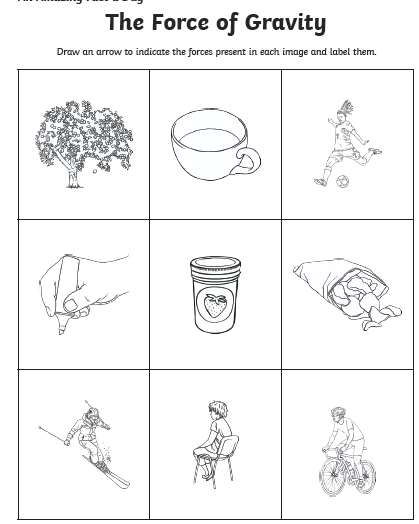 The Force of Gravity
Draw an arrow to indicate the forces present in each image and label them.